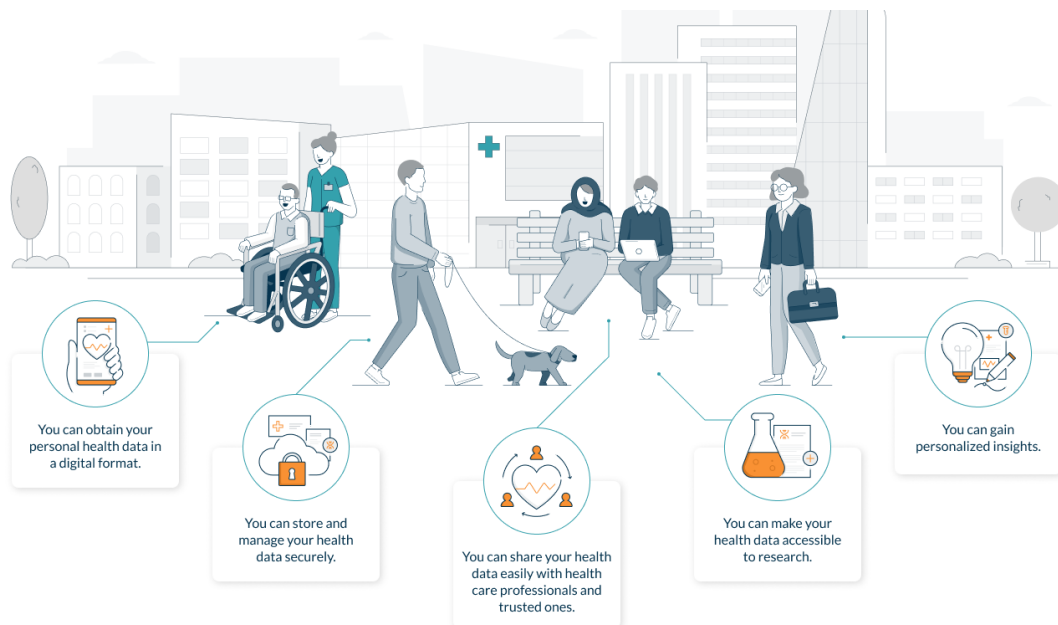 You can obtain your
personal health data in
a digital format.
You can store and
manage your health
data securely.
You can share your health
data easily with health
care professionals and
trusted ones.
You can make your
health data accessible
to research.
You can gain
personalized insights.